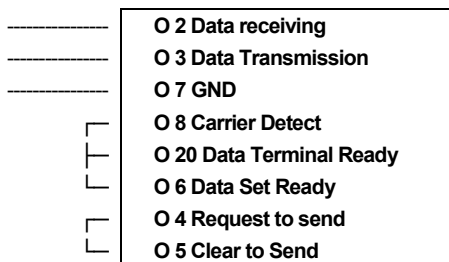 O 2 Data receiving
O 3 Data Transmission
O 7 GND
O 8 Carrier Detect
O 20 Data Terminal Ready
O 6 Data Set Ready
O 4 Request to send
O 5 Clear to Send